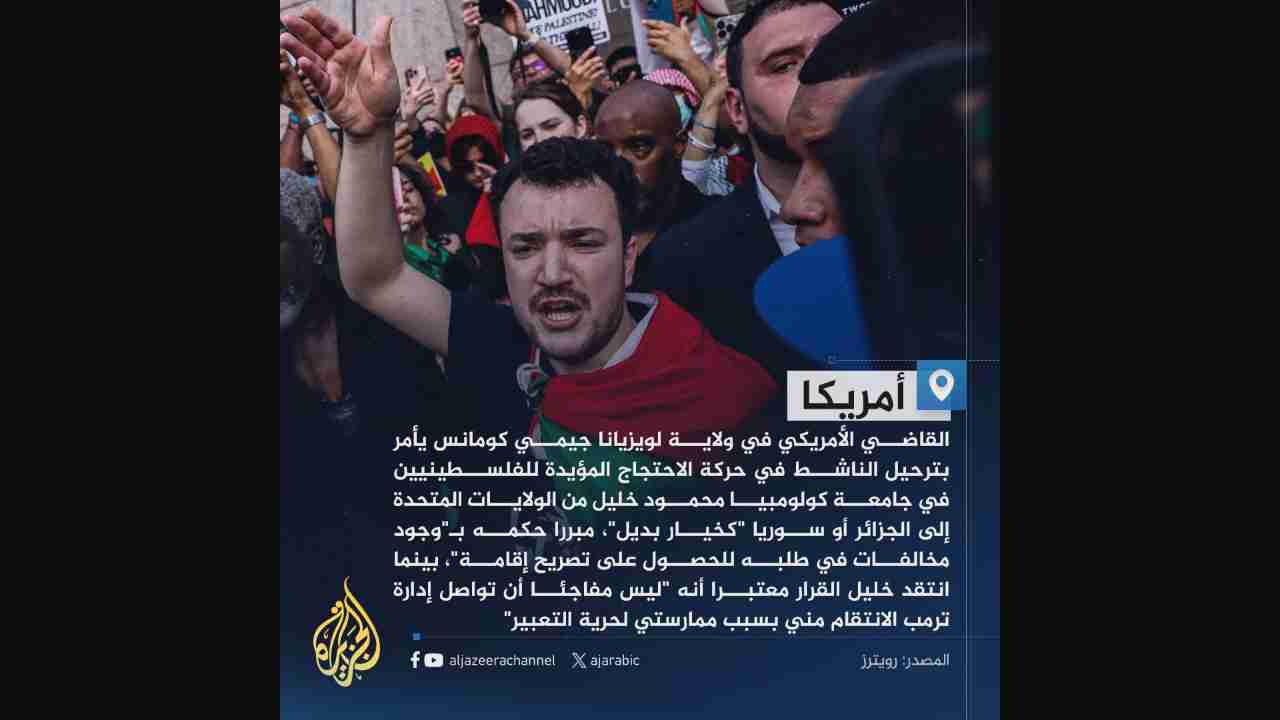 أمريكا
القاضي الأمريكي في ولاية لويزيانا جيمي كومانس يأمر
بترحيل الناشط في حركة الاحتجاج المؤيدة للفلسطينيين
في جامعة كولومبيا محمود خليل من الولايات المتحدة
إلى الجزائر أو سوريا "كخيار بديل"، مبررا حكمه بـ"وجود
مخالفات في طلبه للحصول على تصريح إقامة"، بينما
انتقد خليل القرار معتبرا أنه "ليس مفاجئا أن تواصل إدارة
ترمب الانتقام مني بسبب ممارستي لحرية التعبير"
المصدر: رويترز
aljazeerachannel ajarabic
الجزيرة